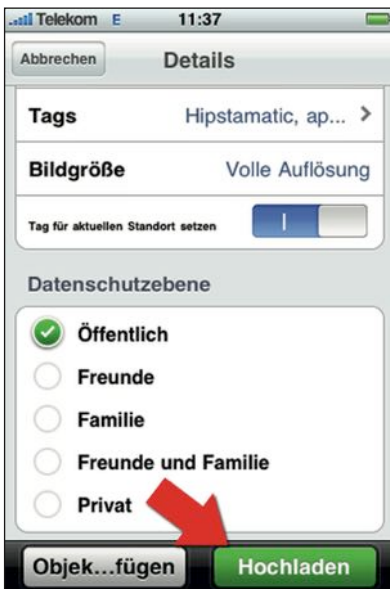 Telekom E 11:37
Abbrechen Details
Tags Hipstamatic, ap...
Bildgröße Volle Auflösung
Tag für aktuellen Standort setzen
Datenschutzebene
Öffentlich
Freunde
Familie
Freunde und Familie
Privat
Objek...fügen Hochladen